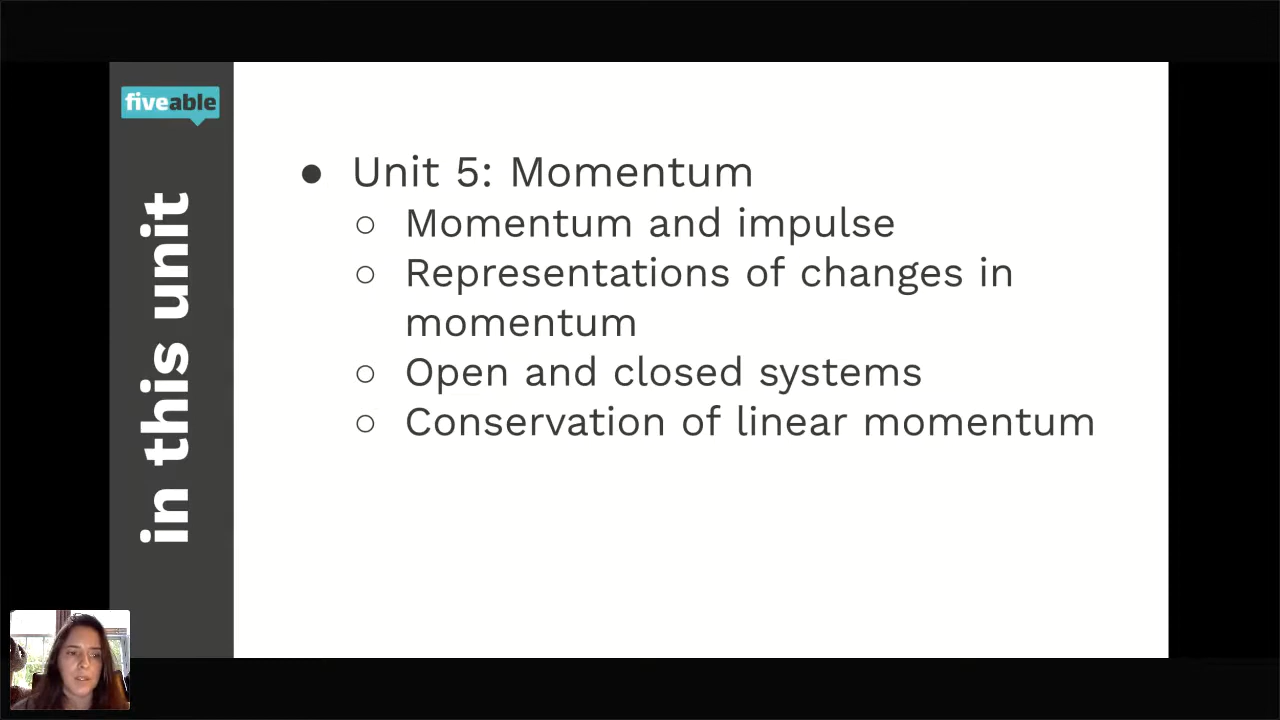 fiveable
in this unit
● Unit 5: Momentum
○ Momentum and impulse
○ Representations of changes in
momentum
○ Open and closed systems
○ Conservation of linear momentum